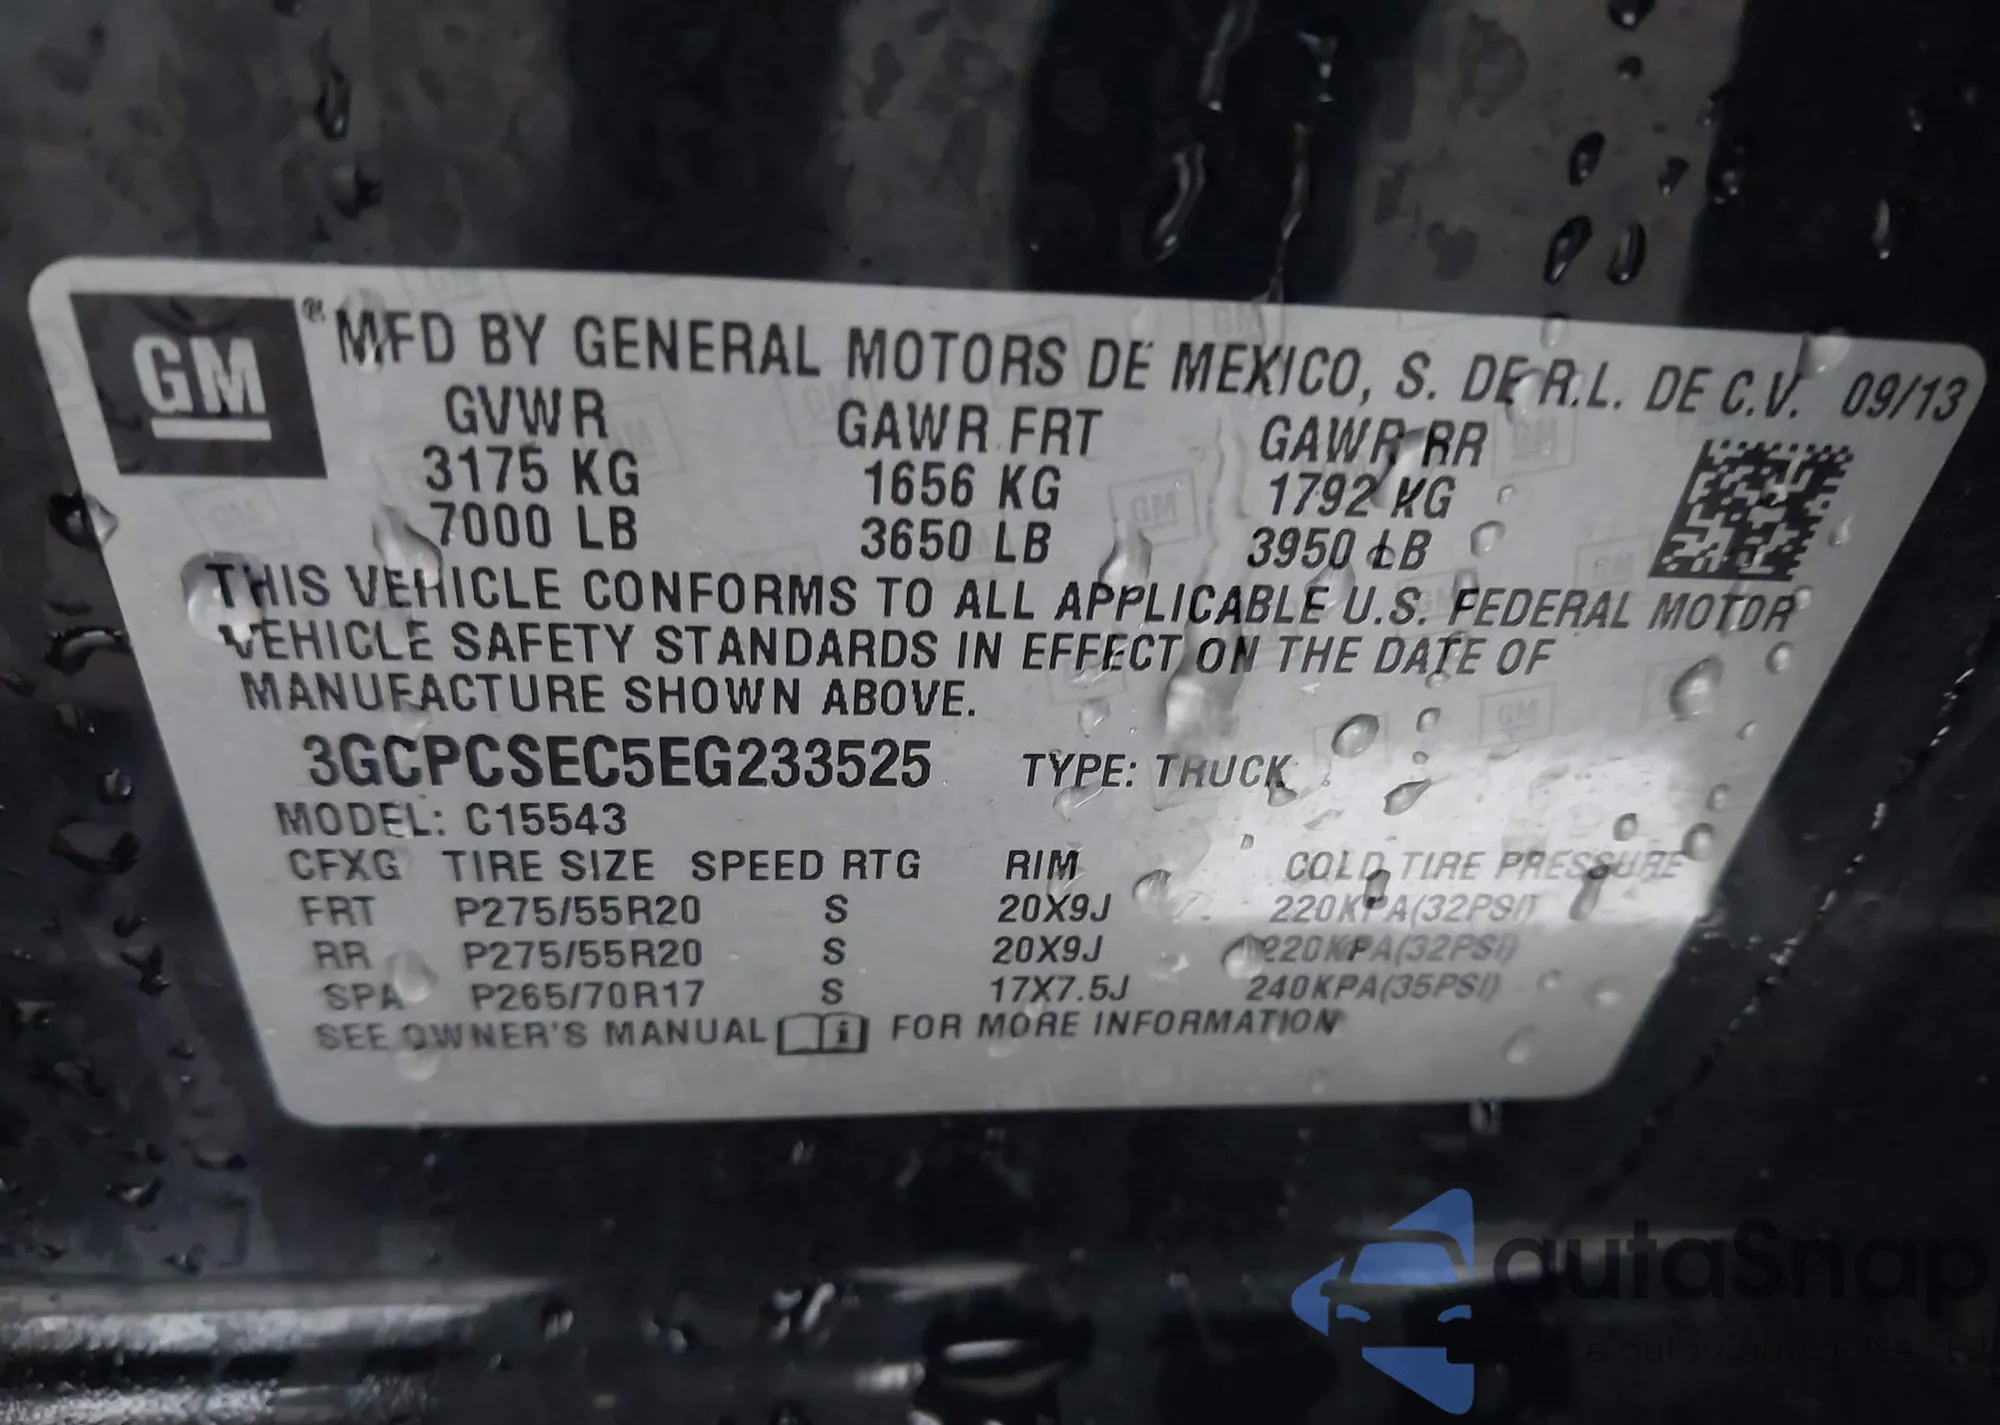 GM
® MFD BY GENERAL MOTORS DE MEXICO, S. DE R.L. DE C.V. 09/13
GVWR GAWR FRT GAWR RR
3175 KG 1656 KG 1792 KG
7000 LB 3650 LB 3950 LB
THIS VEHICLE CONFORMS TO ALL APPLICABLE U.S. FEDERAL MOTOR
VEHICLE SAFETY STANDARDS IN EFFECT ON THE DATE OF
MANUFACTURE SHOWN ABOVE.
3GCPCSEC5EG233525 TYPE: TRUCK
MODEL: C15543
CFXG TIRE SIZE SPEED RTG RIM COLD TIRE PRESSURE
FRT P275/55R20 S 20X9J 220KPA(32PSI)
RR P275/55R20 S 20X9J 220KPA(32PSI)
SPA P265/70R17 S 17X7.5J 240KPA(35PSI)
SEE OWNER'S MANUAL i FOR MORE INFORMATION
autaSnap